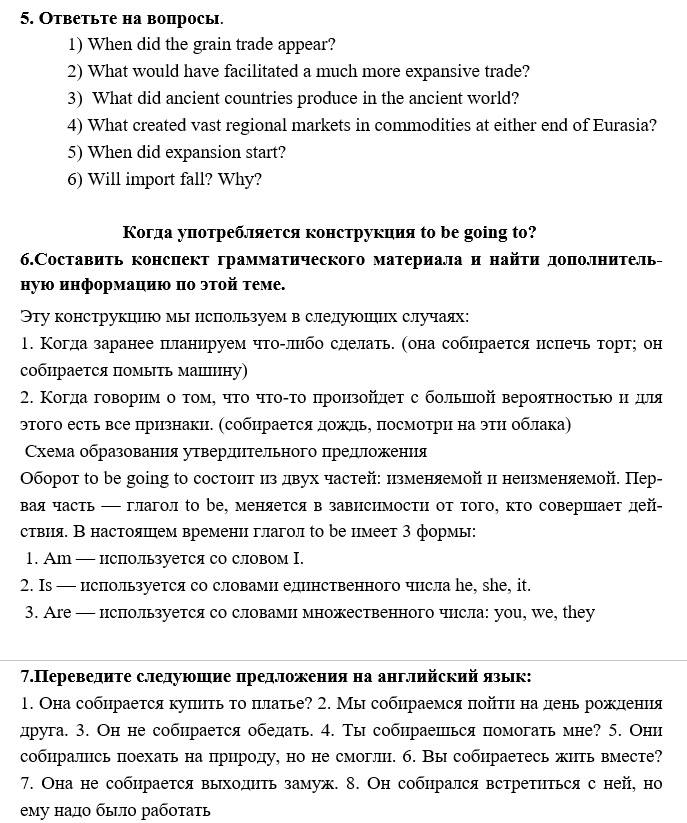 5. Ответьте на вопросы.
1) When did the grain trade appear?
2) What would have facilitated a much more expansive trade?
3) What did ancient countries produce in the ancient world?
4) What created vast regional markets in commodities at either end of Eurasia?
5) When did expansion start?
6) Will import fall? Why?
Когда употребляется конструкция to be going to?
6.Составить конспект грамматического материала и найти дополнитель-
ную информацию по этой теме.
Эту конструкцию мы используем в следующих случаях:
1. Когда заранее планируем что-либо сделать. (она собирается испечь торт; он
собирается помыть машину)
2. Когда говорим о том, что что-то произойдет с большой вероятностью и для
этого есть все признаки. (собирается дождь, посмотри на эти облака)
Схема образования утвердительного предложения
Оборот to be going to состоит из двух частей: изменяемой и неизменяемой. Пер-
вая часть — глагол to be, меняется в зависимости от того, кто совершает дей-
ствия. В настоящем времени глагол to be имеет 3 формы:
1. Am — используется со словом I.
2. Is — используется со словами единственного числа he, she, it.
3. Are — используется со словами множественного числа: you, we, they
7.Переведите следующие предложения на английский язык:
1. Она собирается купить то платье? 2. Мы собираемся пойти на день рождения
друга. 3. Он не собирается обедать. 4. Ты собираешься помогать мне? 5. Они
собирались поехать на природу, но не смогли. 6. Вы собираетесь жить вместе?
7. Она не собирается выходить замуж. 8. Он собирался встретиться с ней, но
ему надо было работать